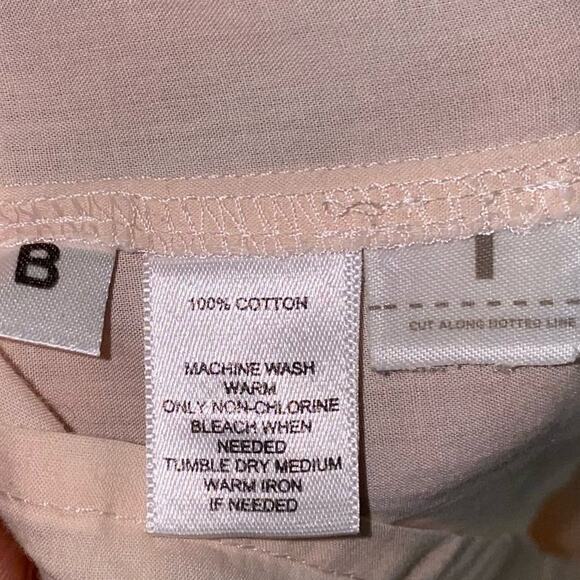 B
100% COTTON
MACHINE WASH
WARM
ONLY NON-CHLORINE
BLEACH WHEN
NEEDED
TUMBLE DRY MEDIUM
WARM IRON
IF NEEDED
CUT ALONG DOTTED LINE